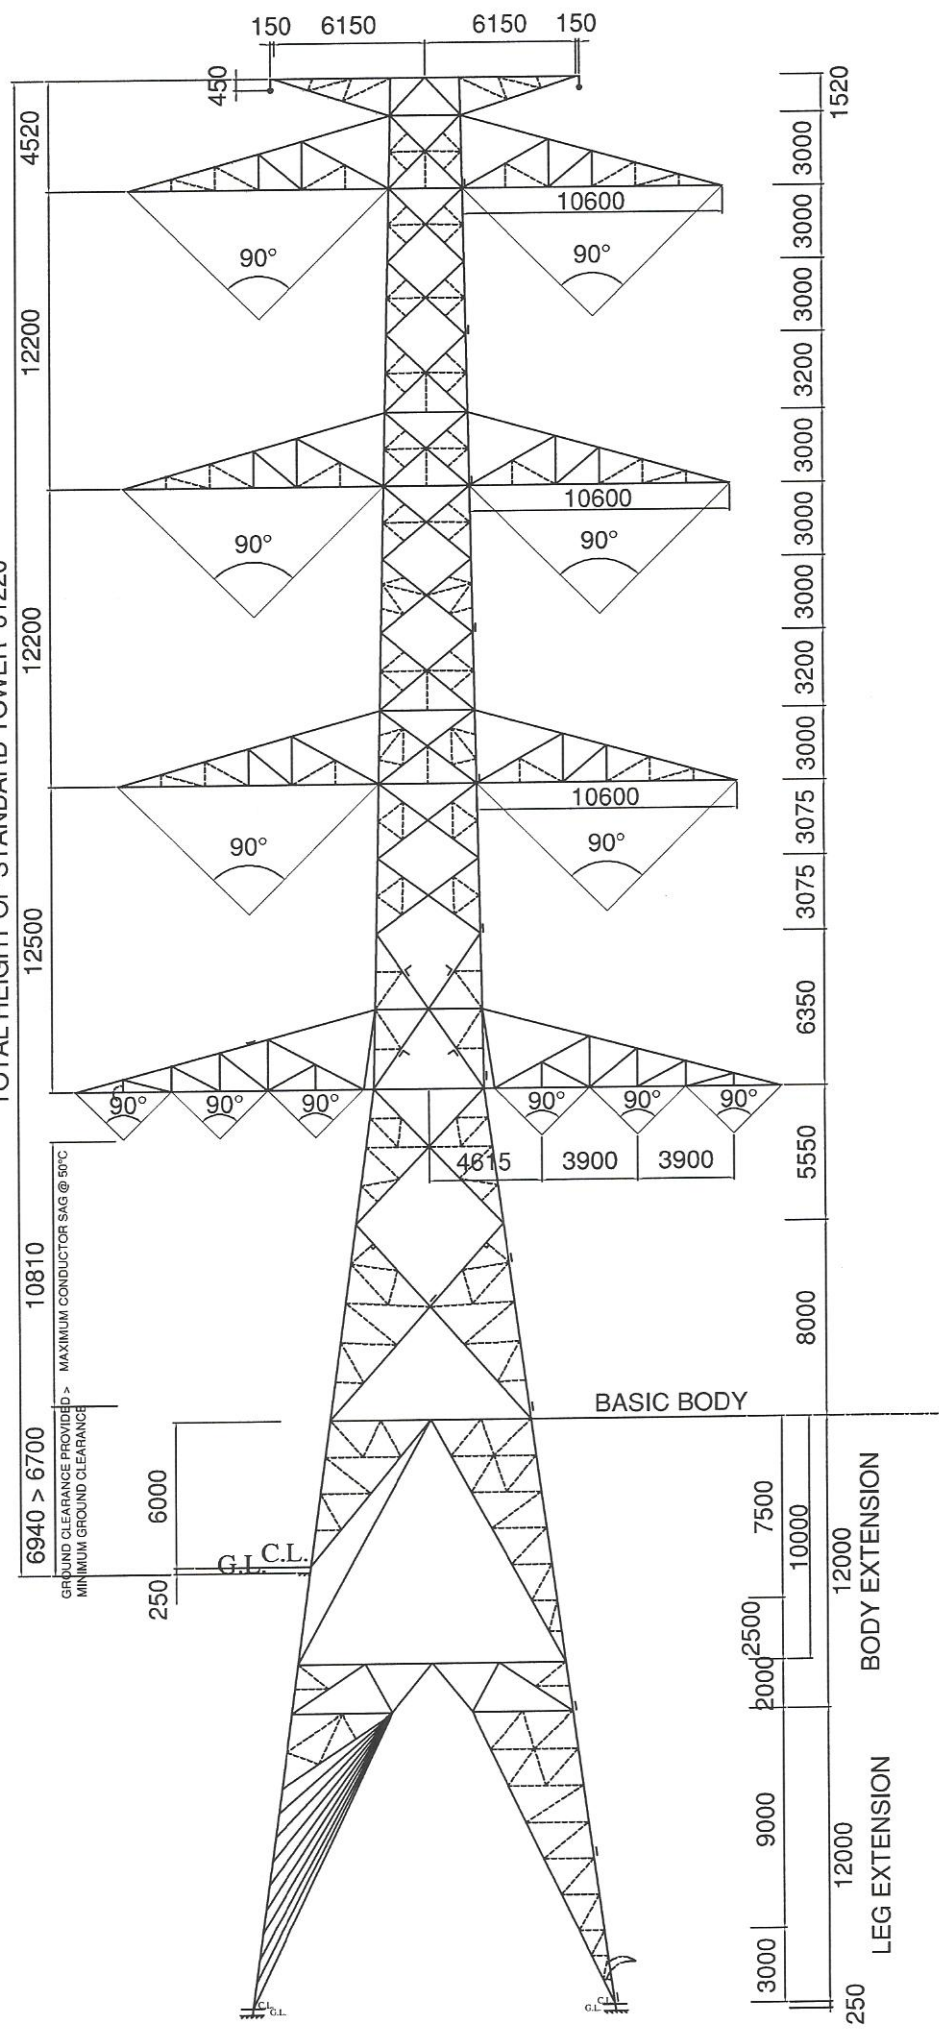 150 6150 6150 150
450
1520
4520
3000
10600
90° 90°
3000
3000
12200
3200
3000
10600
90° 90°
3000
3000
12200
3200
3000
10600
90° 90°
3075
3075
12500
6350
90° 90° 90° 90° 90° 90°
4615 3900 3900
5550
TOTAL HEIGHT OF STANDARD TOWER
10810
MAXIMUM CONDUCTOR SAG @ 50°C
8000
BASIC BODY
6940 > 6700
GROUND CLEARANCE PROVIDED >
MINIMUM GROUND CLEARANCE
6000
G.L. C.L.
250
7500
10000
12000
BODY EXTENSION
2500
2000
9000
12000
LEG EXTENSION
3000
250
C.L.
G.L.
C.L.
G.L.